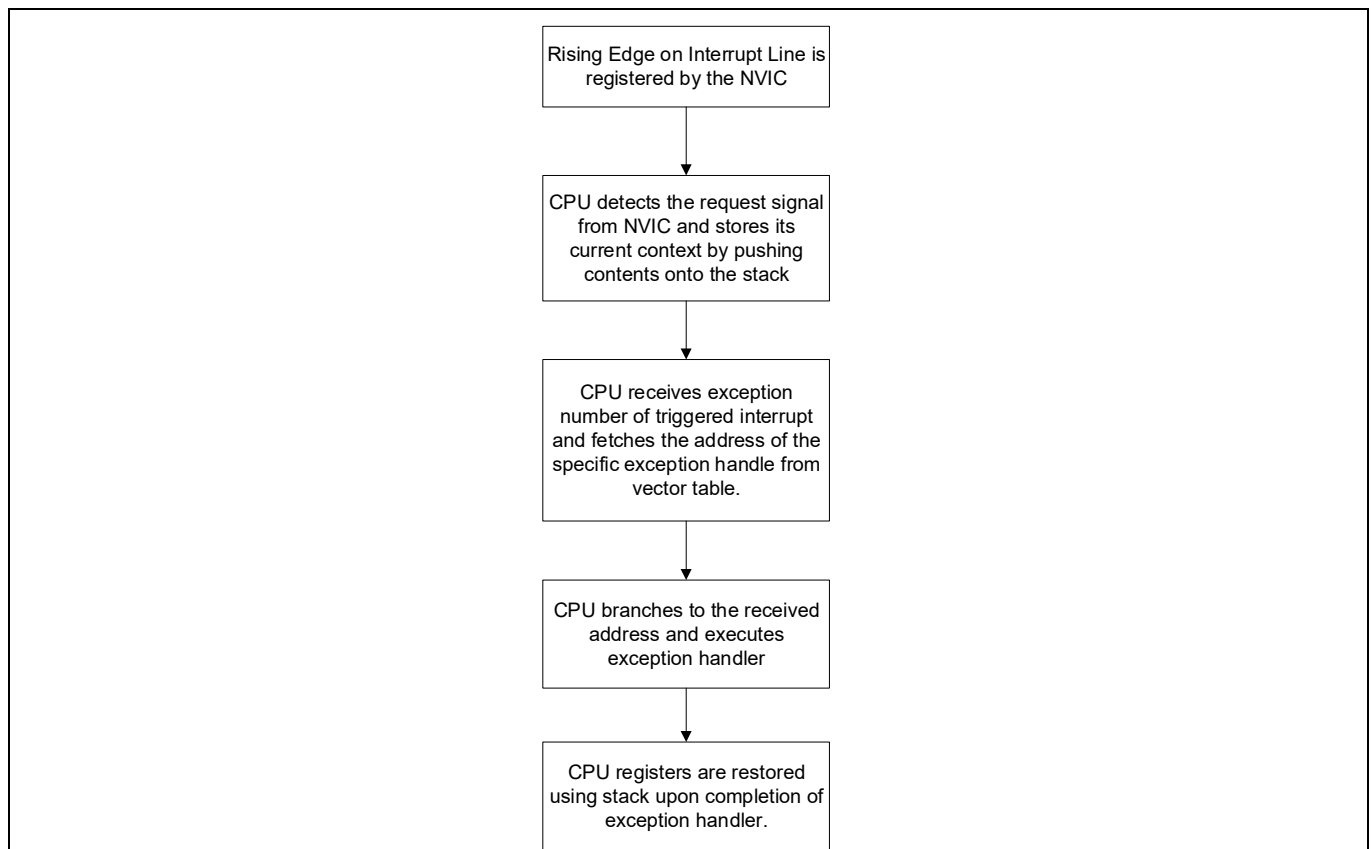 Rising Edge on Interrupt Line is
registered by the NVIC
CPU detects the request signal
from NVIC and stores its
current context by pushing
contents onto the stack
CPU receives exception
number of triggered interrupt
and fetches the address of the
specific exception handle from
vector table.
CPU branches to the received
address and executes
exception handler
CPU registers are restored
using stack upon completion of
exception handler.